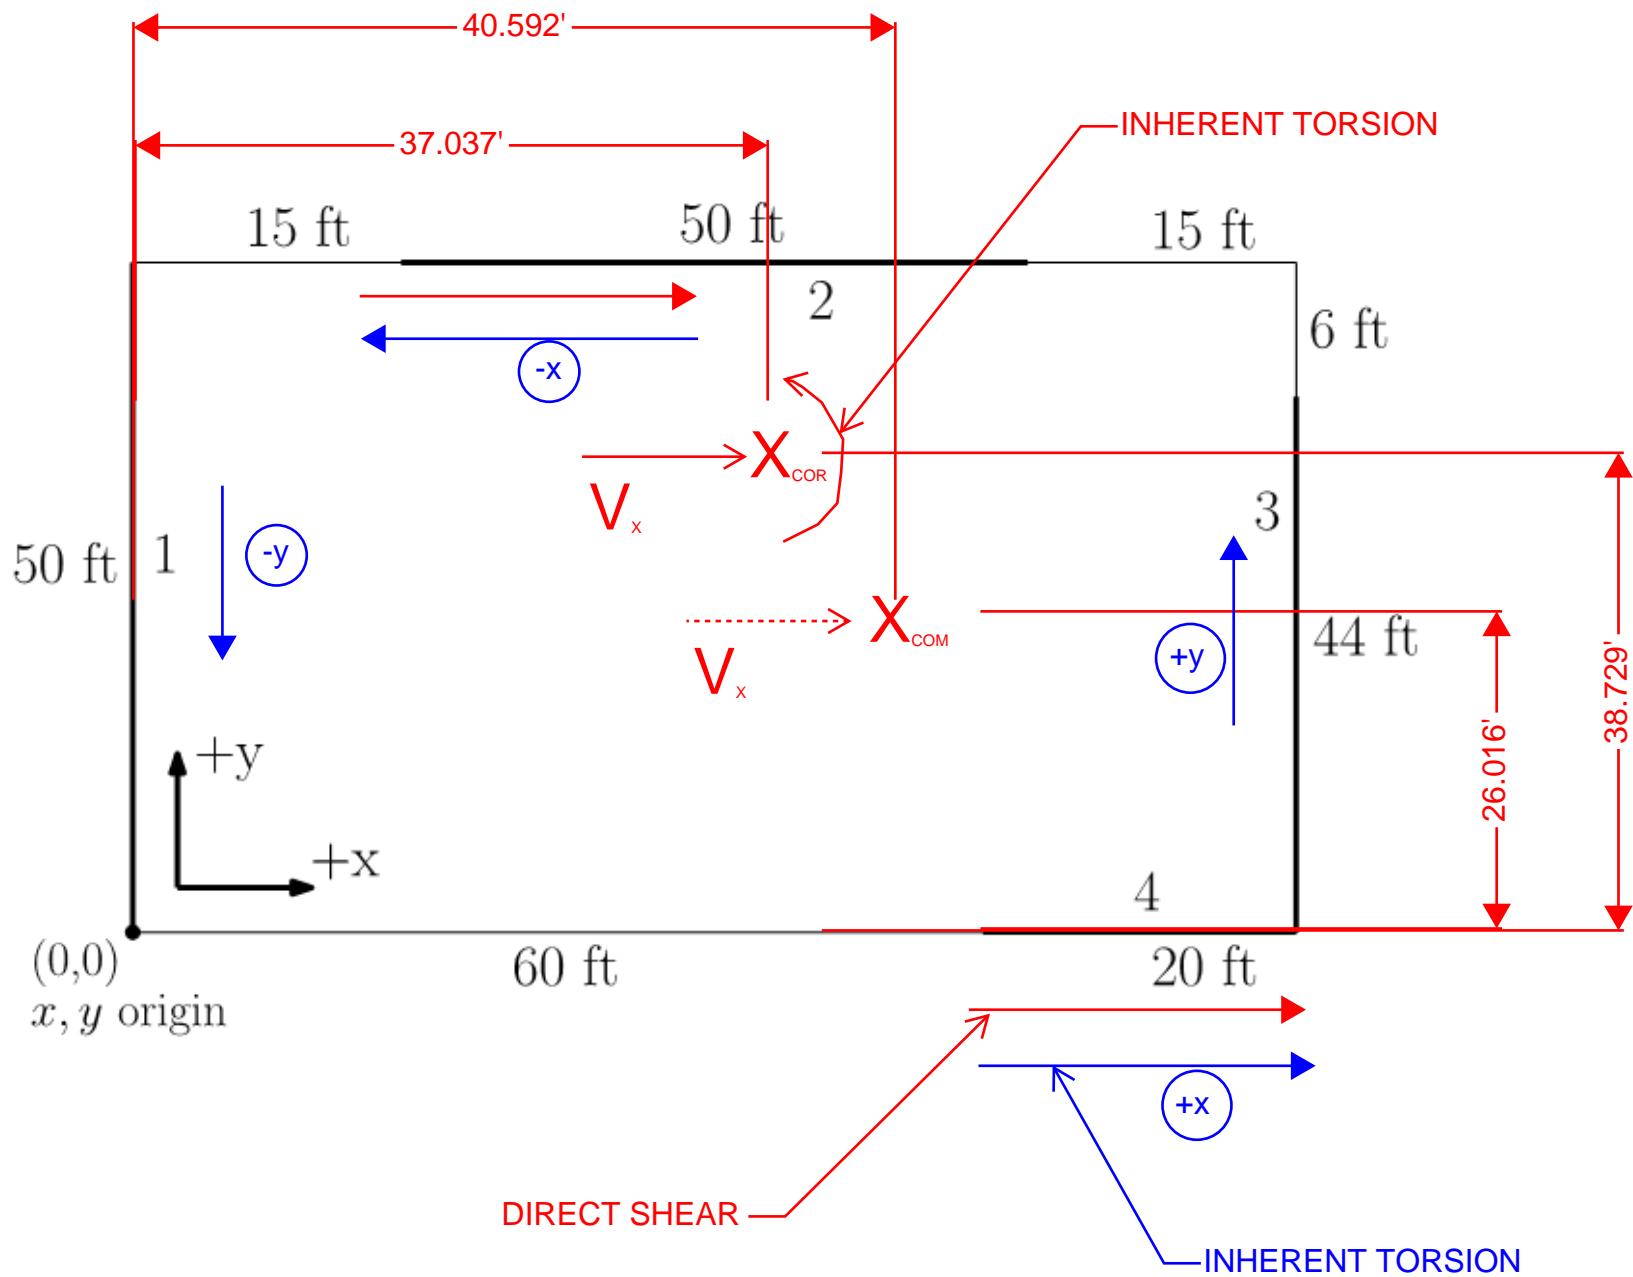 40.592'
INHERENT TORSION
37.037'
15 ft
50 ft
15 ft
2
6 ft
-x
X COR
V x
3
50 ft
1
-y
X COM
V x
+y
44 ft
38.729'
26.016'
+y
+x
4
(0,0)
x, y origin
60 ft
20 ft
+x
DIRECT SHEAR
INHERENT TORSION